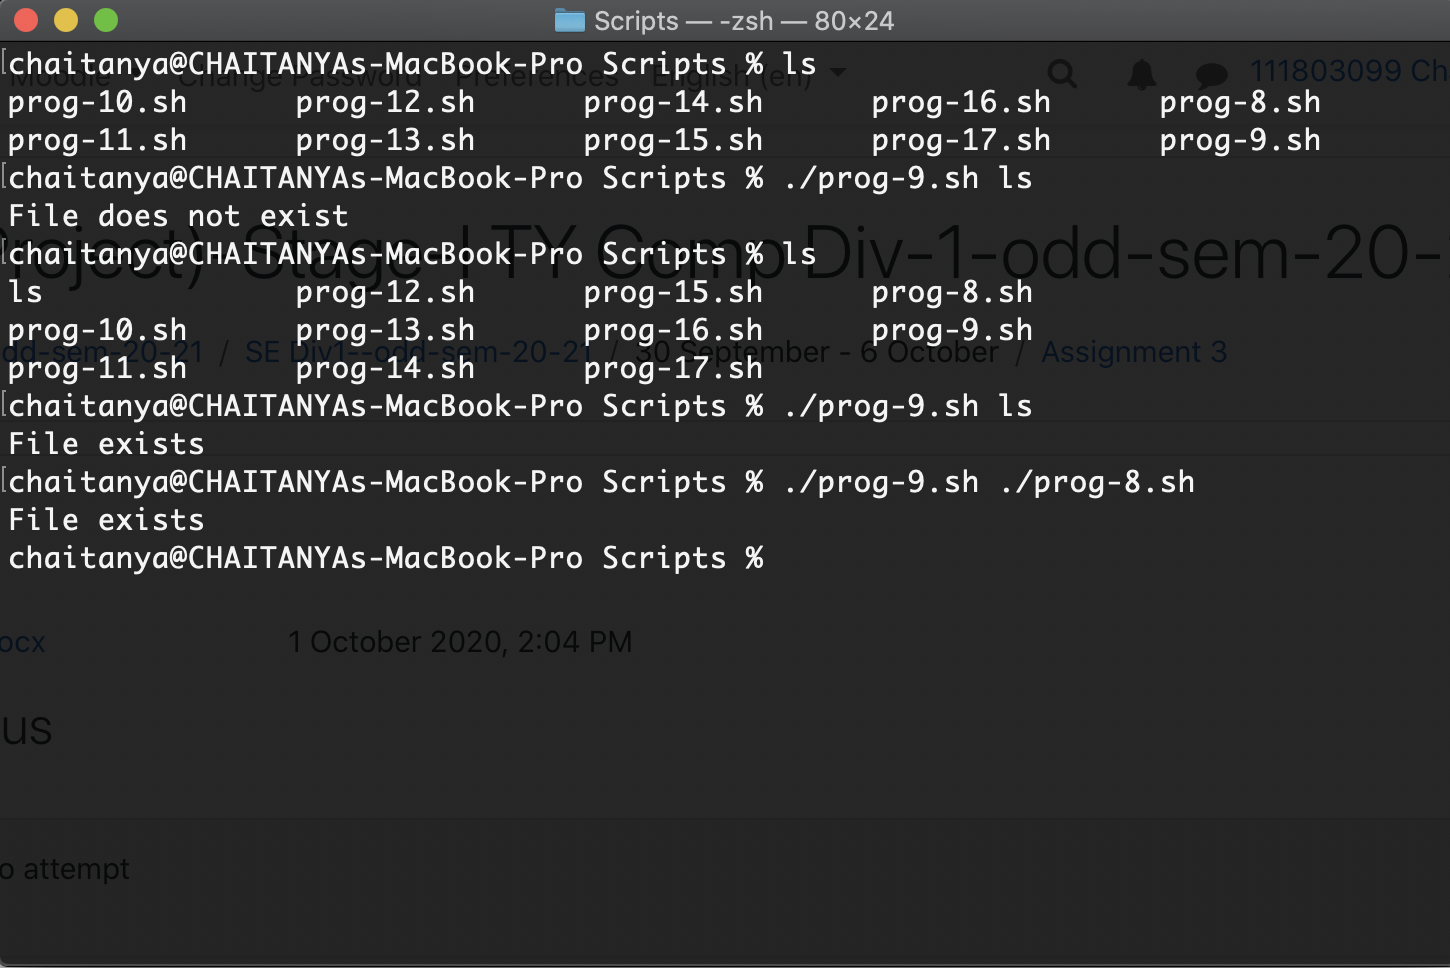 Scripts — -zsh — 80×24
chaitanya@CHAITANYAs-MacBook-Pro Scripts % ls
Moodle Change Password Preferences English (en) 111803099 Ch
prog-10.sh prog-12.sh prog-14.sh prog-16.sh prog-8.sh
prog-11.sh prog-13.sh prog-15.sh prog-17.sh prog-9.sh
chaitanya@CHAITANYAs-MacBook-Pro Scripts % ./prog-9.sh ls
File does not exist
chaitanya@CHAITANYAs-MacBook-Pro Scripts % ls
roject) Stage-I TY Comp Div-1-odd-sem-20-
ls prog-12.sh prog-15.sh prog-8.sh
prog-10.sh prog-13.sh prog-16.sh prog-9.sh
dd-sem-20-21 / SE Div1--odd-sem-20-21 / 30 September - 6 October / Assignment 3
prog-11.sh prog-14.sh prog-17.sh
chaitanya@CHAITANYAs-MacBook-Pro Scripts % ./prog-9.sh ls
File exists
chaitanya@CHAITANYAs-MacBook-Pro Scripts % ./prog-9.sh ./prog-8.sh
File exists
chaitanya@CHAITANYAs-MacBook-Pro Scripts %
ocx 1 October 2020, 2:04 PM
us
o attempt